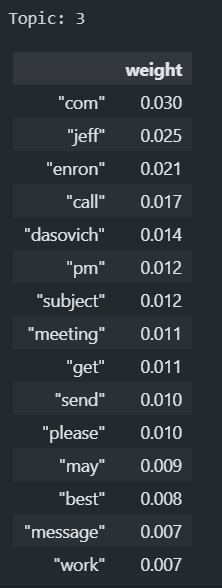 Topic: 3
weight
"com" 0.030
"jeff" 0.025
"enron" 0.021
"call" 0.017
"dasovich" 0.014
"pm" 0.012
"subject" 0.012
"meeting" 0.011
"get" 0.011
"send" 0.010
"please" 0.010
"may" 0.009
"best" 0.008
"message" 0.007
"work" 0.007